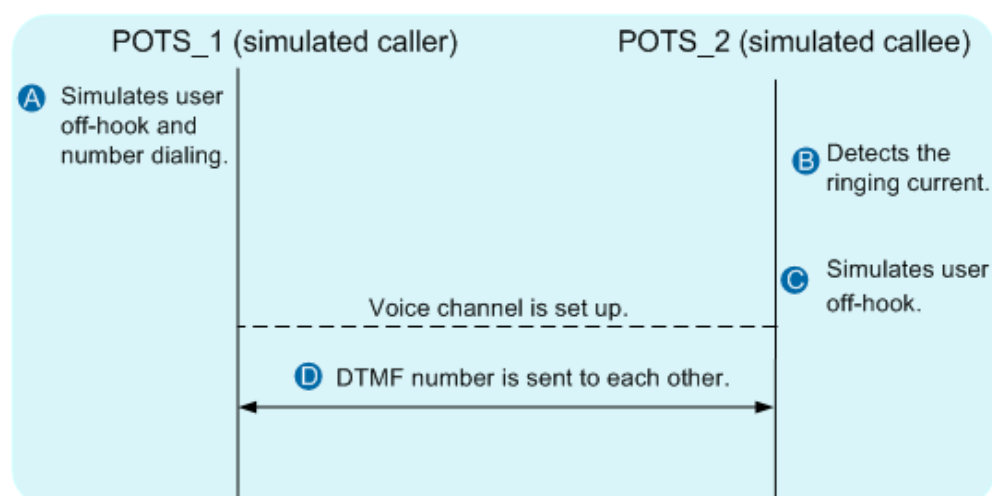 POTS_1 (simulated caller)
POTS_2 (simulated callee)
A Simulates user
off-hook and
number dialing.
B Detects the
ringing current.
C Simulates user
off-hook.
Voice channel is set up.
D DTMF number is sent to each other.